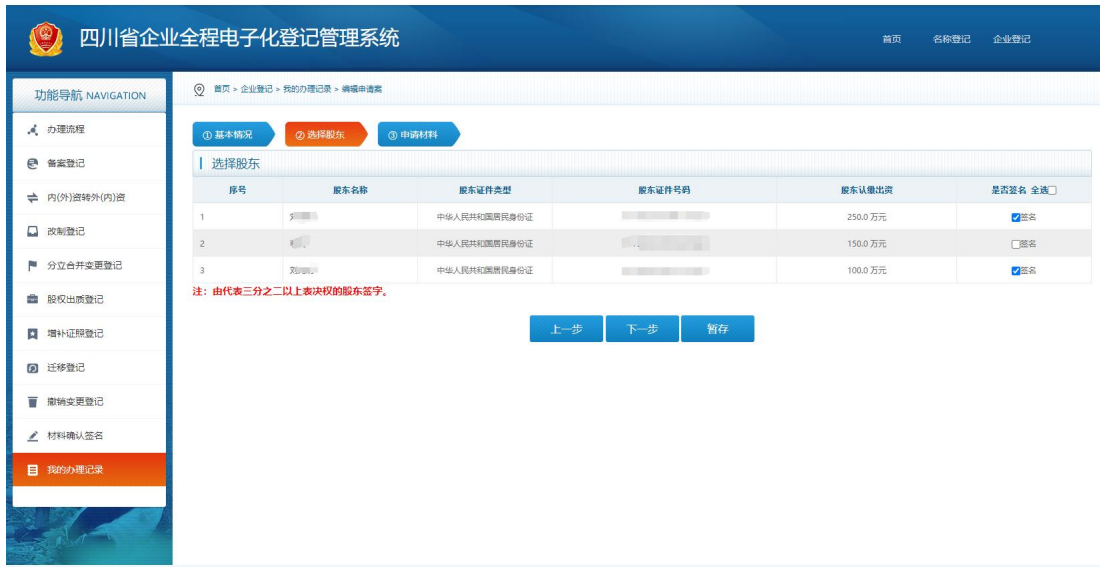 四川省企业全程电子化登记管理系统
首页 名称登记 企业登记
功能导航 NAVIGATION
办理流程
备案登记
内(外)资转外(内)资
改制登记
分立合并变更登记
股权出质登记
增补证照登记
迁移登记
撤销变更登记
材料确认签名
我的办理记录
首页 > 企业登记 > 我的办理记录 > 编辑申请案
① 基本情况 ② 选择股东 ③ 申请材料
选择股东
序号 股东名称 股东证件类型 股东证件号码 股东认缴出资 是否签名 全选
1 中华人民共和国居民身份证 250.0 万元 签名
2 中华人民共和国居民身份证 150.0 万元 签名
3 中华人民共和国居民身份证 100.0 万元 签名
注：由代表三分之二以上表决权的股东签字。
上一步 下一步 暂存